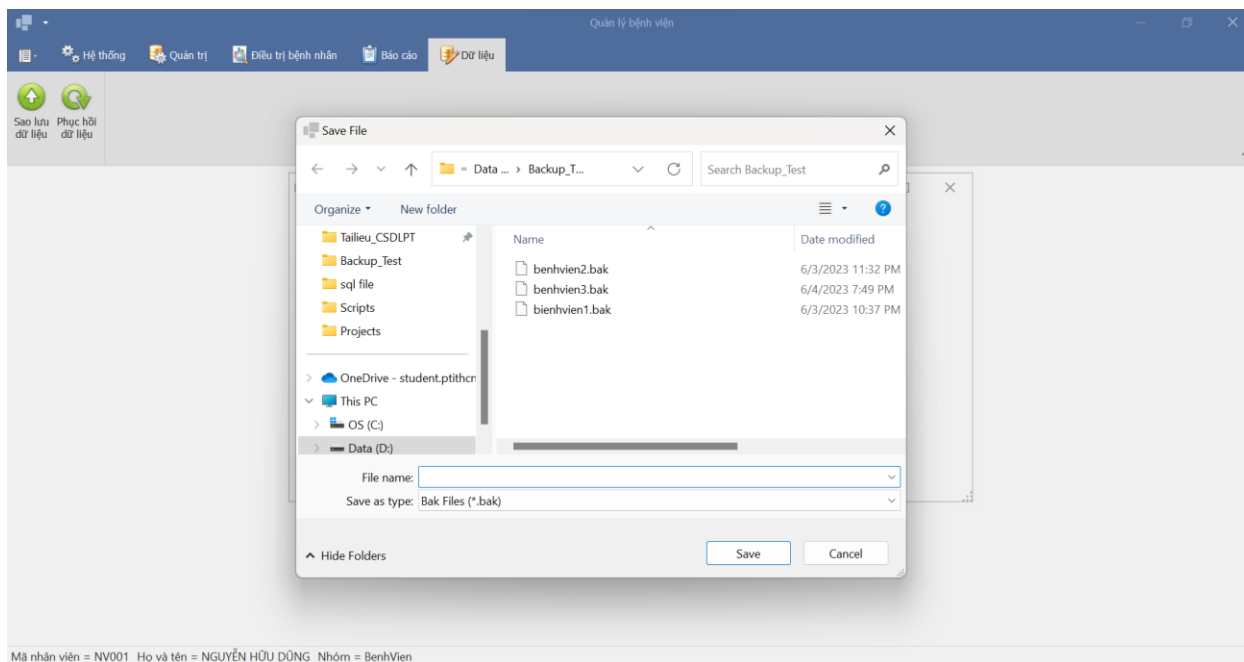 Quản lý bệnh viện
Hệ thống Quản trị Điều trị bệnh nhân Báo cáo Dữ liệu
Sao lưu dữ liệu
Phục hồi dữ liệu
Save File
« Data ... › Backup_T...
Search Backup_Test
Organize New folder
Tailieu_CSDLPT
Backup_Test
sql file
Scripts
Projects
OneDrive - student.ptithcn
This PC
OS (C:)
Data (D:)
Name Date modified
benhvien2.bak 6/3/2023 11:32 PM
benhvien3.bak 6/4/2023 7:49 PM
bienhvien1.bak 6/3/2023 10:37 PM
File name:
Save as type: Bak Files (*.bak)
Hide Folders Save Cancel
Mã nhân viên = NV001 Họ và tên = NGUYỄN HỮU DŨNG Nhóm = BenhVien